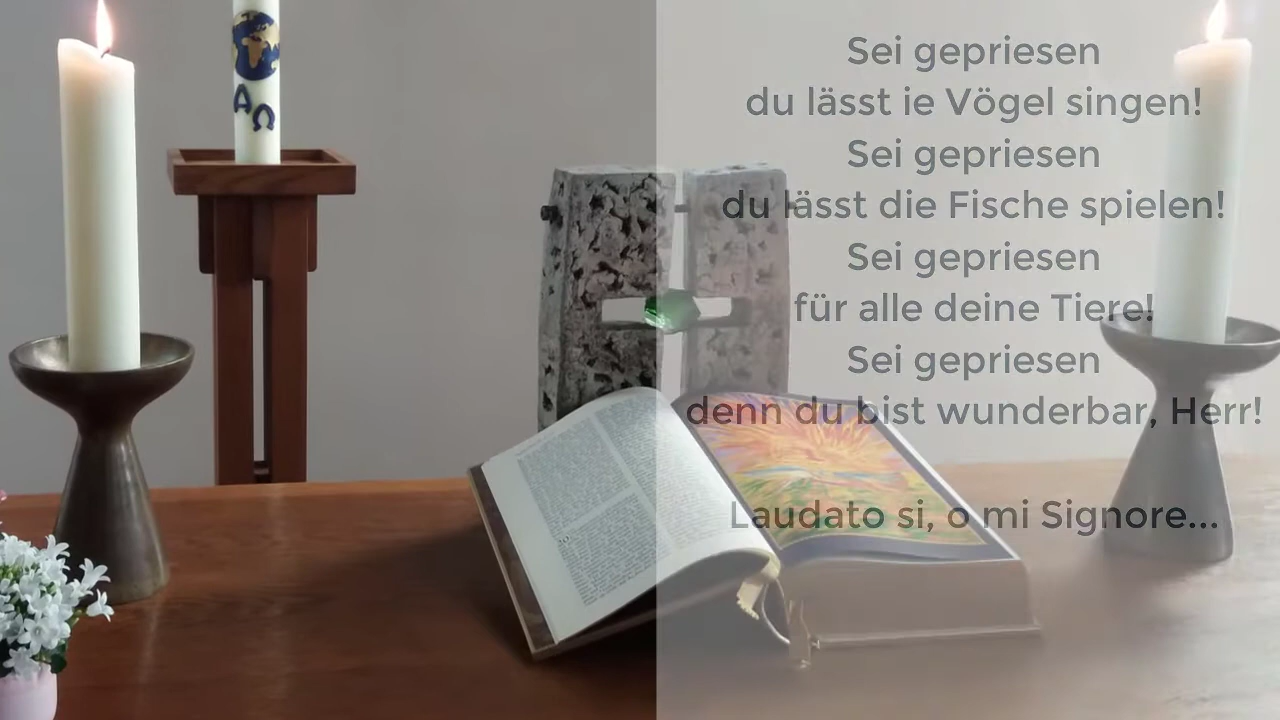 Sei gepriesen
du lässt ie Vögel singen!
Sei gepriesen
du lässt die Fische spielen!
Sei gepriesen
für alle deine Tiere!
Sei gepriesen
denn du bist wunderbar, Herr!
Laudato si, o mi Signore...
Α Ω